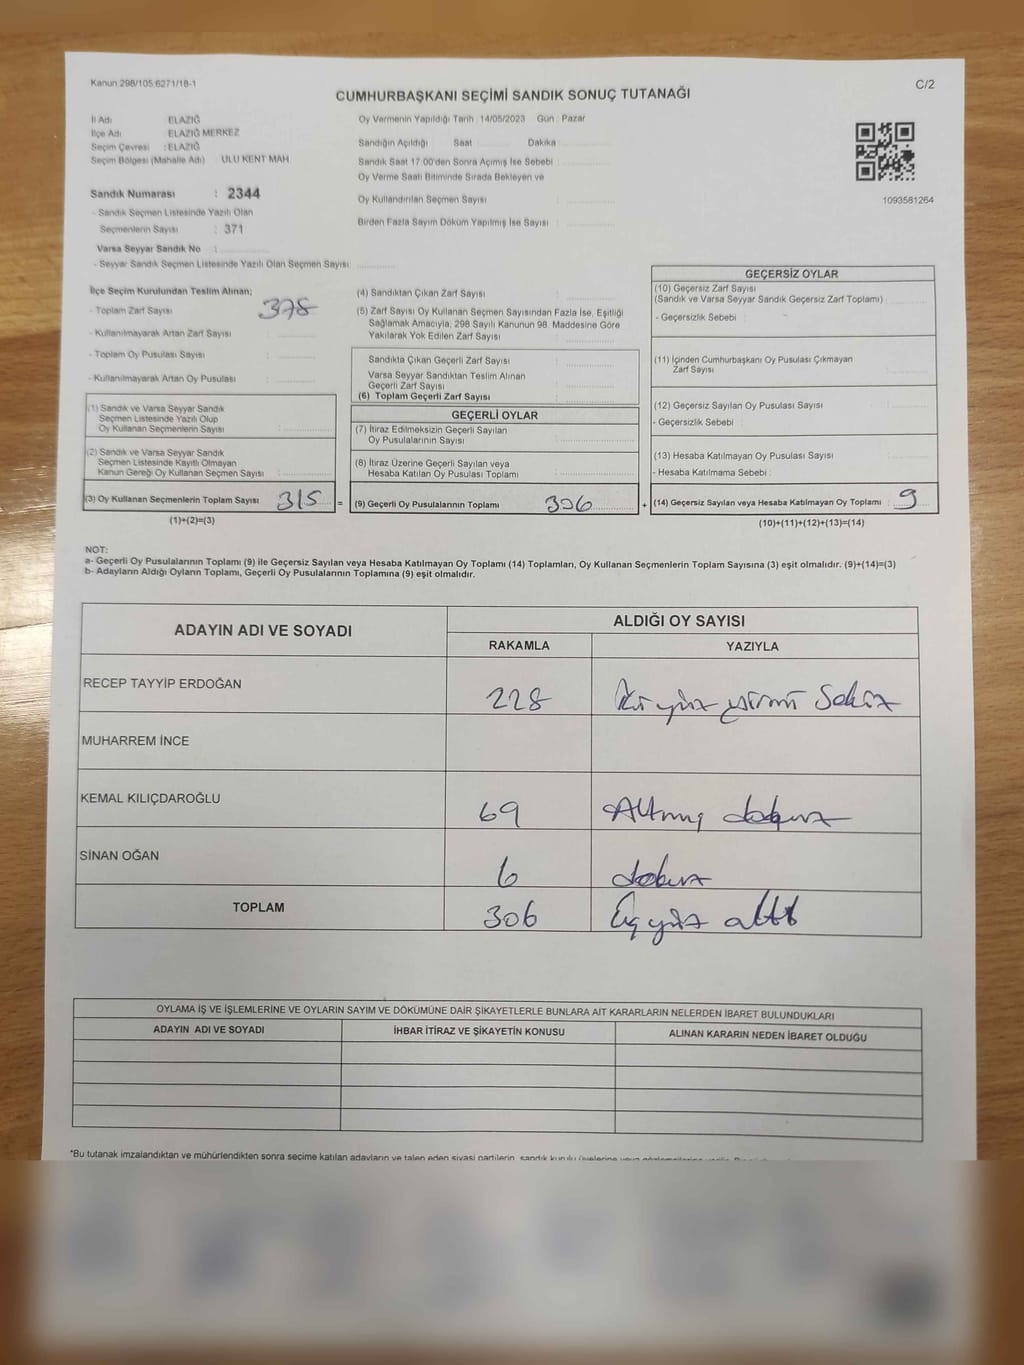 Kanun 298/105 6271/18-1
C/2
CUMHURBAŞKANI SEÇİMİ SANDIK SONUÇ TUTANAĞI
İl Adı ELAZIĞ
İlçe Adı : ELAZIĞ MERKEZ
Seçim Çevresi : ELAZIĞ
Seçim Bölgesi (Mahalle Adı) : ULU KENT MAH.
Sandık Numarası : 2344
- Sandık Seçmen Listesinde Yazılı Olan
Seçmenlerin Sayısı : 371
Varsa Seyyar Sandık No :
- Seyyar Sandık Seçmen Listesinde Yazılı Olan Seçmen Sayısı:
Oy Vermenin Yapıldığı Tarih : 14/05/2023 Gün : Pazar
Sandığın Açıldığı Saat Dakika
Sandık Saat 17:00'den Sonra Açımış İse Sebebi :
Oy Verme Saati Bitiminde Sırada Bekleyen ve
Oy Kullandırılan Seçmen Sayısı :
Birden Fazla Sayım Döküm Yapılmış İse Sayısı :
1093581264
İlçe Seçim Kurulundan Teslim Alınan;
- Toplam Zarf Sayısı 378
- Kullanılmayarak Artan Zarf Sayısı :
- Toplam Oy Pusulası Sayısı :
- Kullanılmayarak Artan Oy Pusulası :
(1) Sandık ve Varsa Seyyar Sandık
Seçmen Listesinde Yazılı Olup
Oy Kullanan Seçmenlerin Sayısı :
(2) Sandık ve Varsa Seyyar Sandık
Seçmen Listesinde Kayıtlı Olmayan
Kanun Gereği Oy Kullanan Seçmen Sayısı :
(3) Oy Kullanan Seçmenlerin Toplam Sayısı 315 =
(1)+(2)=(3)
(4) Sandıktan Çıkan Zarf Sayısı :
(5) Zarf Sayısı Oy Kullanan Seçmen Sayısından Fazla İse, Eşitliği
Sağlamak Amacıyla, 298 Sayılı Kanunun 98. Maddesine Göre
Yakılarak Yok Edilen Zarf Sayısı :
Sandıkta Çıkan Geçerli Zarf Sayısı :
Varsa Seyyar Sandıktan Teslim Alınan
Geçerli Zarf Sayısı :
(6) Toplam Geçerli Zarf Sayısı :
GEÇERLİ OYLAR
(7) İtiraz Edilmeksizin Geçerli Sayılan
Oy Pusulalarının Sayısı :
(8) İtiraz Üzerine Geçerli Sayılan veya
Hesaba Katılan Oy Pusulası Toplamı :
(9) Geçerli Oy Pusulalarının Toplamı 306 +
GEÇERSİZ OYLAR
(10) Geçersiz Zarf Sayısı
(Sandık ve Varsa Seyyar Sandık Geçersiz Zarf Toplamı) :
- Geçersizlik Sebebi :
(11) İçinden Cumhurbaşkanı Oy Pusulası Çıkmayan
Zarf Sayısı :
(12) Geçersiz Sayılan Oy Pusulası Sayısı :
- Geçersizlik Sebebi :
(13) Hesaba Katılmayan Oy Pusulası Sayısı :
- Hesaba Katılmama Sebebi :
(14) Geçersiz Sayılan veya Hesaba Katılmayan Oy Toplamı : 9
(10)+(11)+(12)+(13)=(14)
NOT:
a- Geçerli Oy Pusulalarının Toplamı (9) ile Geçersiz Sayılan veya Hesaba Katılmayan Oy Toplamı (14) Toplamları, Oy Kullanan Seçmenlerin Toplam Sayısına (3) eşit olmalıdır. (9)+(14)=(3)
b- Adayların Aldığı Oyların Toplamı, Geçerli Oy Pusulalarının Toplamına (9) eşit olmalıdır.
ADAYIN ADI VE SOYADI ALDIĞI OY SAYISI
RAKAMLA YAZIYLA
RECEP TAYYİP ERDOĞAN 228 İki yüz yirmi Sekiz
MUHARREM İNCE
KEMAL KILIÇDAROĞLU 69 Altmış dokuz
SİNAN OĞAN 6 dokuz
TOPLAM 306 Üç yüz altı
OYLAMA İŞ VE İŞLEMLERİNE VE OYLARIN SAYIM VE DÖKÜMÜNE DAİR ŞİKAYETLERLE BUNLARA AİT KARARLARIN NELERDEN İBARET BULUNDUKLARI
ADAYIN ADI VE SOYADI İHBAR İTİRAZ VE ŞİKAYETİN KONUSU ALINAN KARARIN NEDEN İBARET OLDUĞU
*Bu tutanak imzalandıktan ve mühürlendikten sonra seçime katılan adayların ve talep eden siyasi partilerin, sandık kurulu üyelerine veya